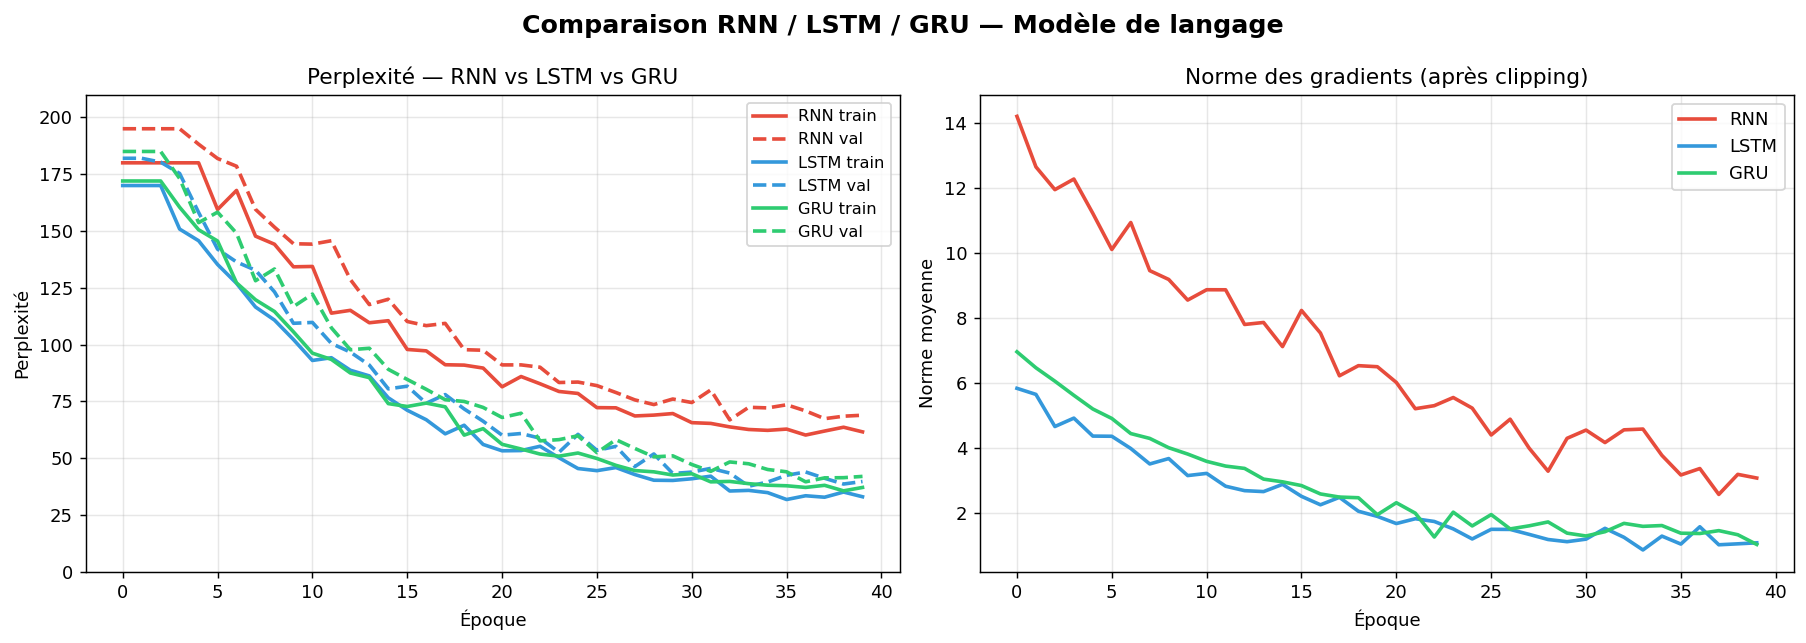 Comparaison RNN / LSTM / GRU — Modèle de langage
Perplexité — RNN vs LSTM vs GRU
Perplexité
200
175
150
125
100
75
50
25
0
0 5 10 15 20 25 30 35 40
Époque
RNN train
RNN val
LSTM train
LSTM val
GRU train
GRU val
Norme des gradients (après clipping)
Norme moyenne
14
12
10
8
6
4
2
0 5 10 15 20 25 30 35 40
Époque
RNN
LSTM
GRU